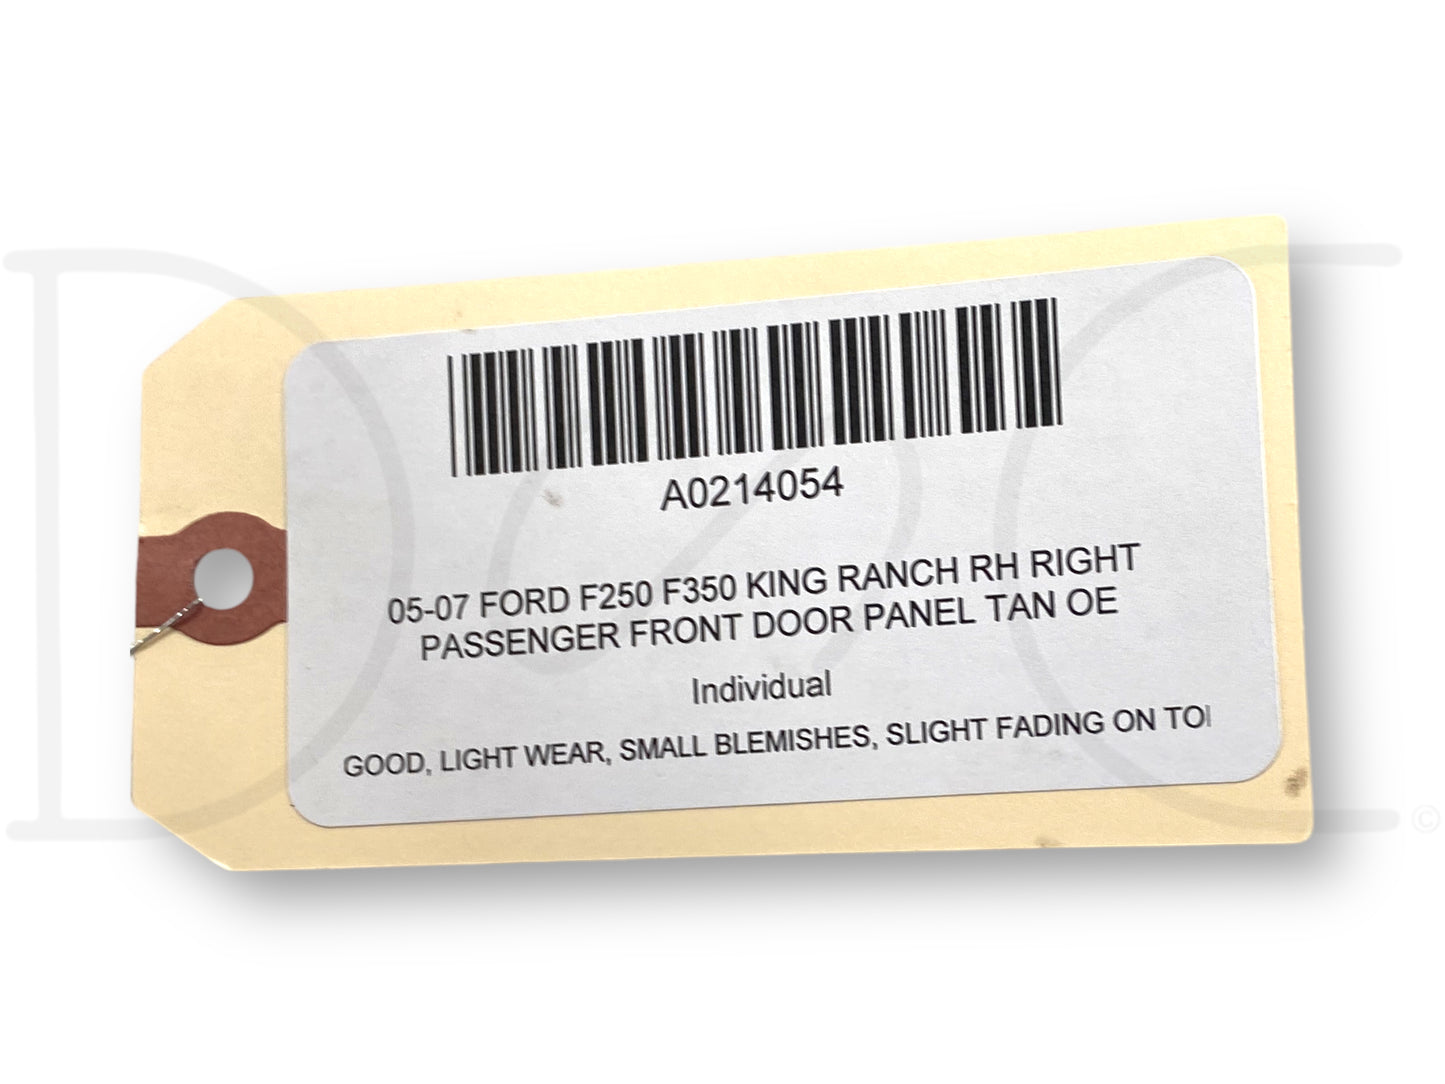 A0214054
05-07 FORD F250 F350 KING RANCH RH RIGHT
PASSENGER FRONT DOOR PANEL TAN OE
Individual
GOOD, LIGHT WEAR, SMALL BLEMISHES, SLIGHT FADING ON
©